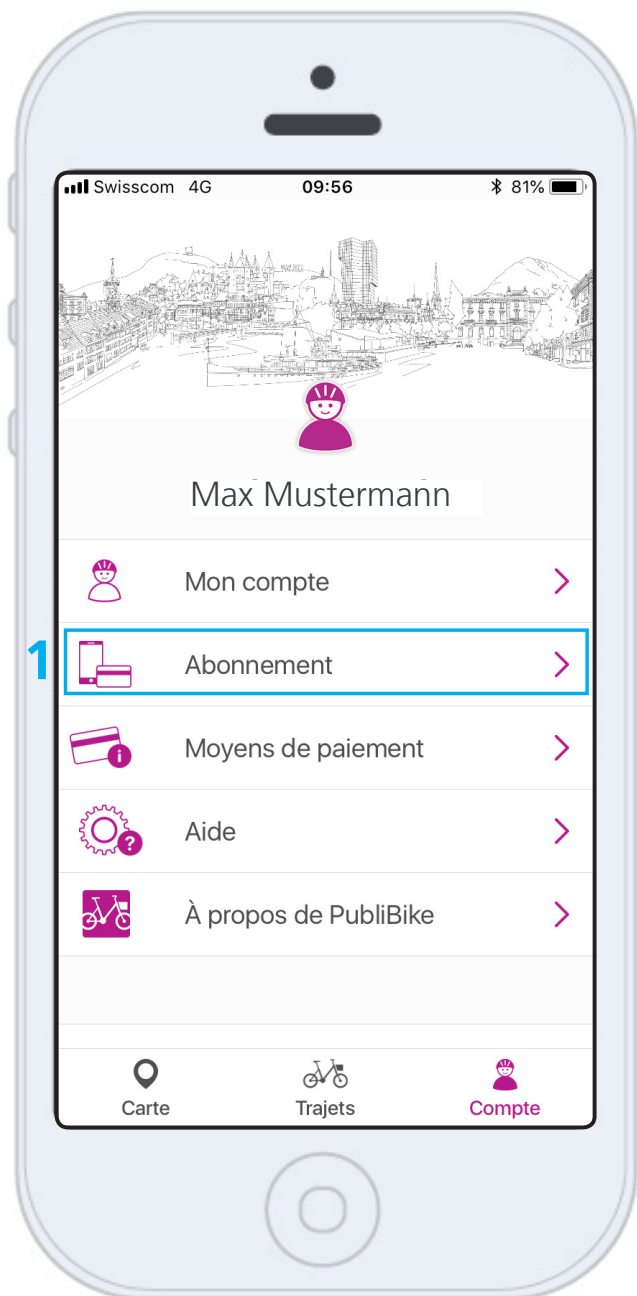 Swisscom 4G 09:56 81%
Max Mustermann
Mon compte
1 Abonnement
Moyens de paiement
Aide
À propos de PubliBike
Carte Trajets Compte